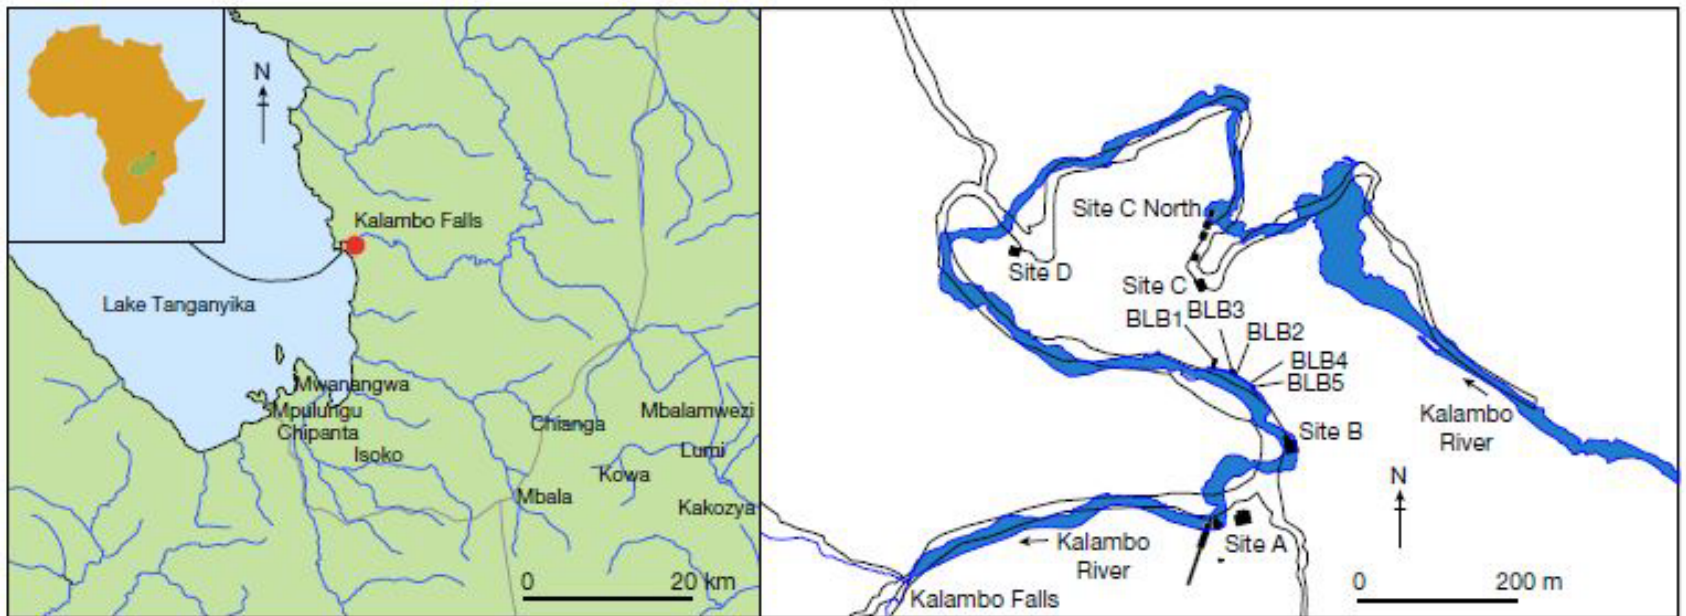 N
Kalambo Falls
Lake Tanganyika
Mwanangwa
Mpulungu
Chipanta
Isoko
Chianga
Mbalamwezi
Lumi
Kowa
Mbala
Kakozya
0 20 km
Site C North
Site D
Site C
BLB3
BLB1
BLB2
BLB4
BLB5
Kalambo
River
Site B
N
Site A
Kalambo
River
Kalambo Falls
0 200 m